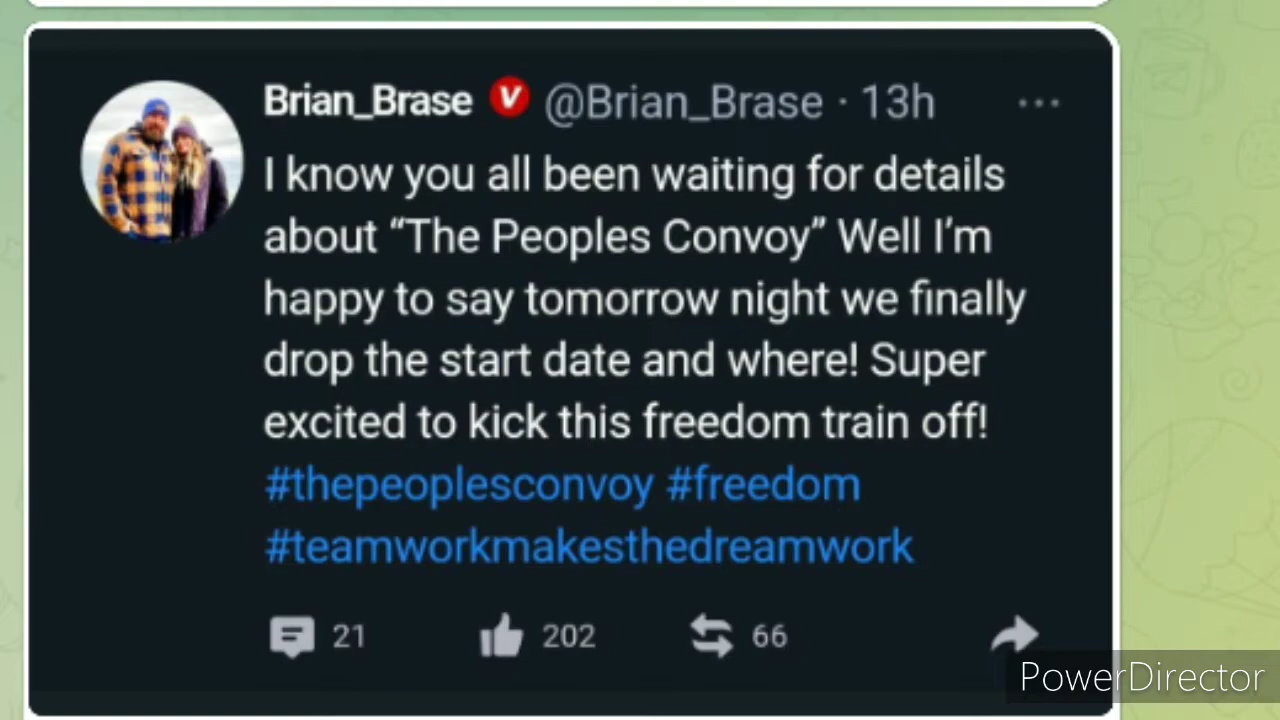 Brian_Brase V @Brian_Brase · 13h ...
I know you all been waiting for details
about “The Peoples Convoy” Well I’m
happy to say tomorrow night we finally
drop the start date and where! Super
excited to kick this freedom train off!
#thepeoplesconvoy #freedom
#teamworkmakesthedreamwork
21 202 66
PowerDirector